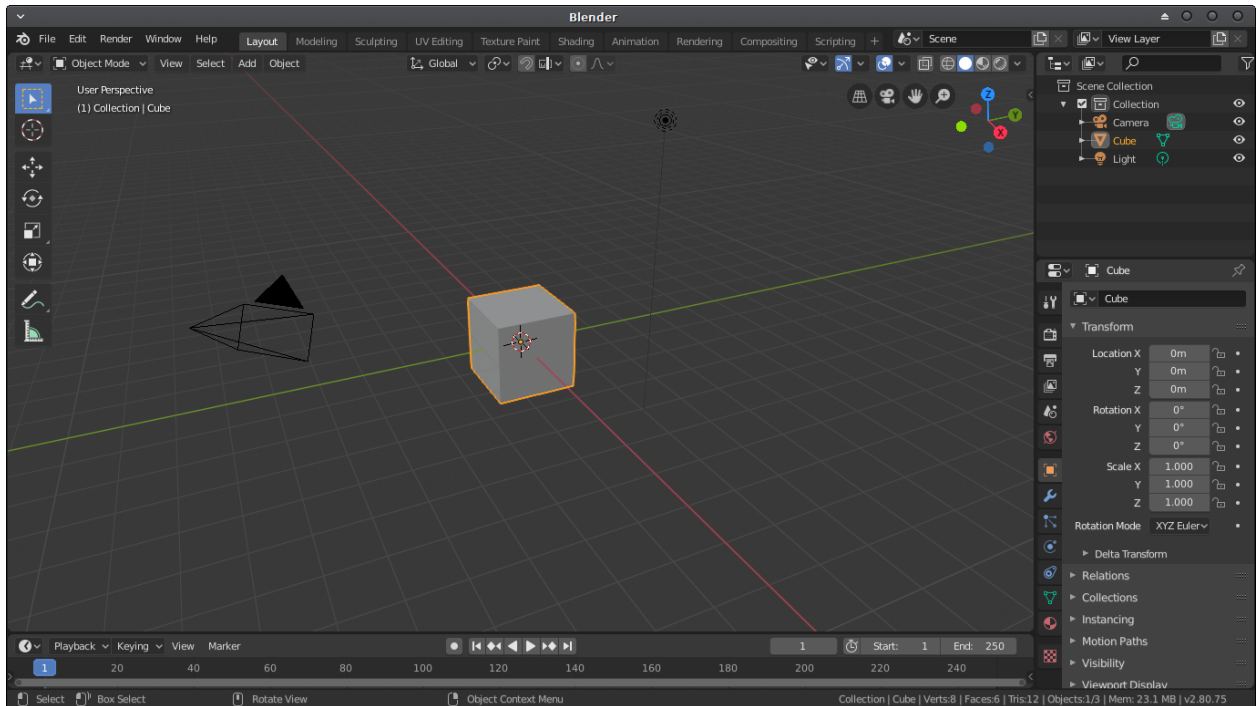 Blender
File Edit Render Window Help Layout Modeling Sculpting UV Editing Texture Paint Shading Animation Rendering Compositing Scripting + Scene View Layer
Object Mode View Select Add Object Global
User Perspective
(1) Collection | Cube
Z
Y
X
Scene Collection
Collection
Camera
Cube
Light
Cube
Cube
Transform
Location X 0m
Y 0m
Z 0m
Rotation X 0°
Y 0°
Z 0°
Scale X 1.000
Y 1.000
Z 1.000
Rotation Mode XYZ Euler
Delta Transform
Relations
Collections
Instancing
Motion Paths
Visibility
Viewport Display
Playback Keying View Marker 1 Start: 1 End: 250
1 20 40 60 80 100 120 140 160 180 200 220 240
Select Box Select Rotate View Object Context Menu Collection | Cube | Verts:8 | Faces:6 | Tris:12 | Objects:1/3 | Mem: 23.1 MB | v2.80.75